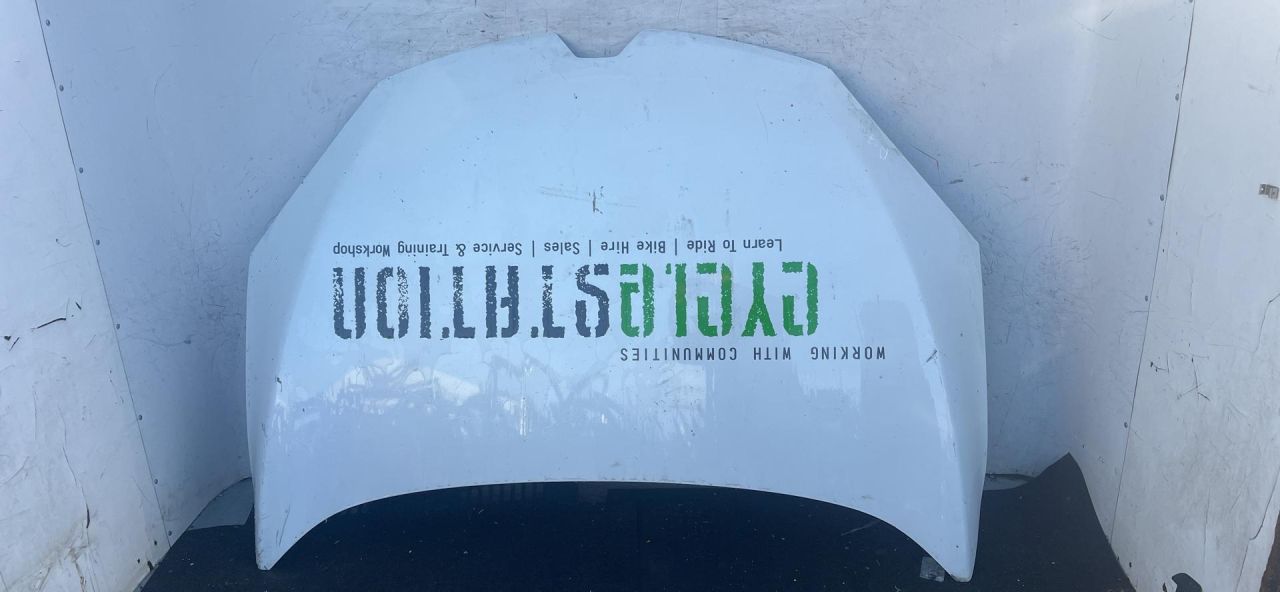 WORKING WITH COMMUNITIES
CYCLeSTATION
Learn To Ride | Bike Hire | Sales | Service & Training Workshop